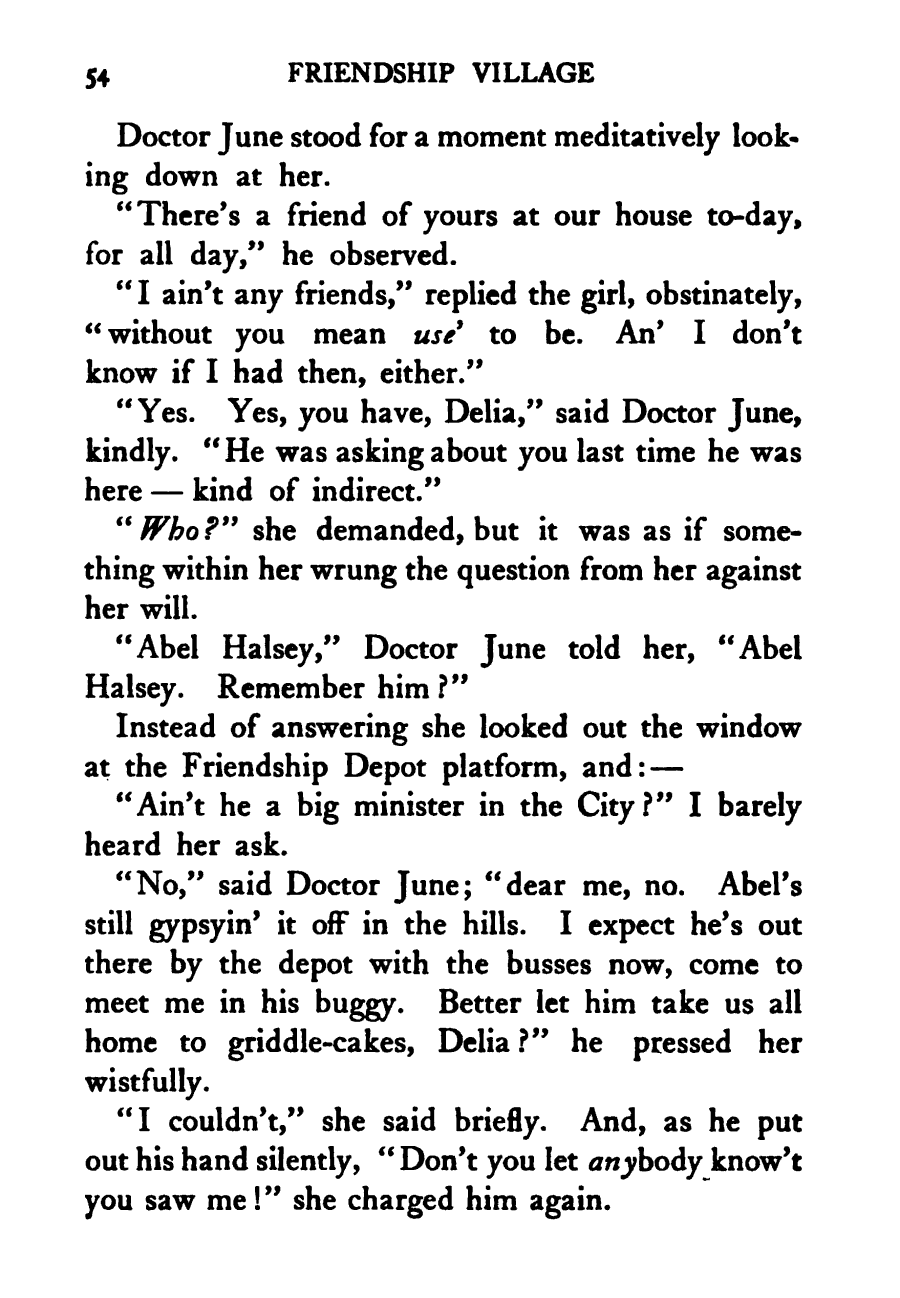 54 FRIENDSHIP VILLAGE
Doctor June stood for a moment meditatively look-
ing down at her.
“There’s a friend of yours at our house to-day,
for all day,” he observed.
“I ain’t any friends,” replied the girl, obstinately,
“without you mean use’ to be. An’ I don’t
know if I had then, either.”
“Yes. Yes, you have, Delia,” said Doctor June,
kindly. “He was asking about you last time he was
here — kind of indirect.”
“Who?” she demanded, but it was as if some-
thing within her wrung the question from her against
her will.
“Abel Halsey,” Doctor June told her, “Abel
Halsey. Remember him?”
Instead of answering she looked out the window
at the Friendship Depot platform, and:—
“Ain’t he a big minister in the City?” I barely
heard her ask.
“No,” said Doctor June; “dear me, no. Abel’s
still gypsyin’ it off in the hills. I expect he’s out
there by the depot with the busses now, come to
meet me in his buggy. Better let him take us all
home to griddle-cakes, Delia?” he pressed her
wistfully.
“I couldn’t,” she said briefly. And, as he put
out his hand silently, “Don’t you let anybody know’t
you saw me!” she charged him again.